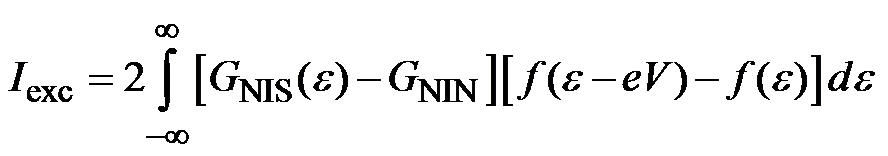 I_exc = 2 ∫_{−∞}^{∞} [G_NIS(ε) − G_NIN][f(ε − eV) − f(ε)]dε